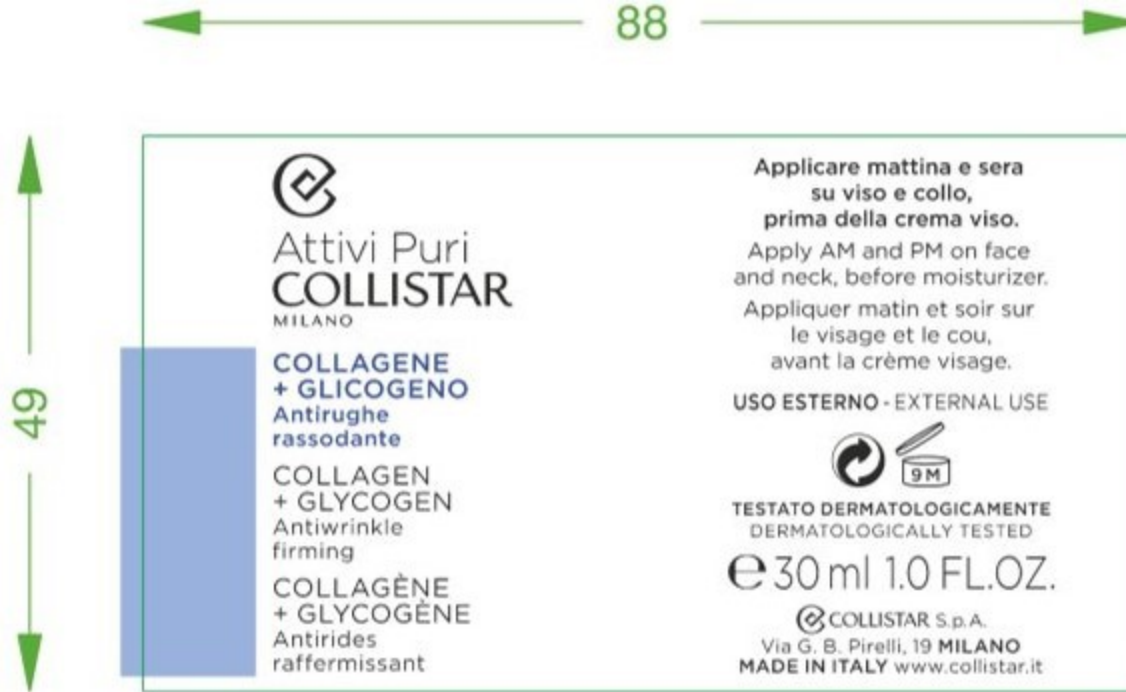 88
49
Attivi Puri
COLLISTAR
MILANO
COLLAGENE
+ GLICOGENO
Antirughe
rassodante
COLLAGEN
+ GLYCOGEN
Antiwrinkle
firming
COLLAGÈNE
+ GLYCOGÈNE
Antirides
raffermissant
Applicare mattina e sera
su viso e collo,
prima della crema viso.
Apply AM and PM on face
and neck, before moisturizer.
Appliquer matin et soir sur
le visage et le cou,
avant la crème visage.
USO ESTERNO - EXTERNAL USE
9 M
TESTATO DERMATOLOGICAMENTE
DERMATOLOGICALLY TESTED
℮ 30 ml 1.0 FL.OZ.
COLLISTAR S.p.A.
Via G. B. Pirelli, 19 MILANO
MADE IN ITALY www.collistar.it